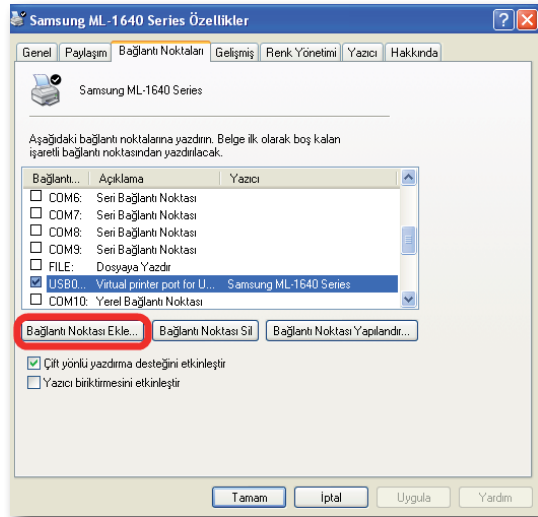 Samsung ML-1640 Series Özellikler
Genel Paylaşım Bağlantı Noktaları Gelişmiş Renk Yönetimi Yazıcı Hakkında
Samsung ML-1640 Series
Aşağıdaki bağlantı noktalarına yazdırın. Belge ilk olarak boş kalan
işaretli bağlantı noktasından yazdırılacak.
Bağlantı... Açıklama Yazıcı
COM6: Seri Bağlantı Noktası
COM7: Seri Bağlantı Noktası
COM8: Seri Bağlantı Noktası
COM9: Seri Bağlantı Noktası
FILE: Dosyaya Yazdır
USB0... Virtual printer port for U... Samsung ML-1640 Series
COM10: Yerel Bağlantı Noktası
Bağlantı Noktası Ekle... Bağlantı Noktası Sil Bağlantı Noktası Yapılandır...
Çift yönlü yazdırma desteğini etkinleştir
Yazıcı biriktirmesini etkinleştir
Tamam İptal Uygula Yardım